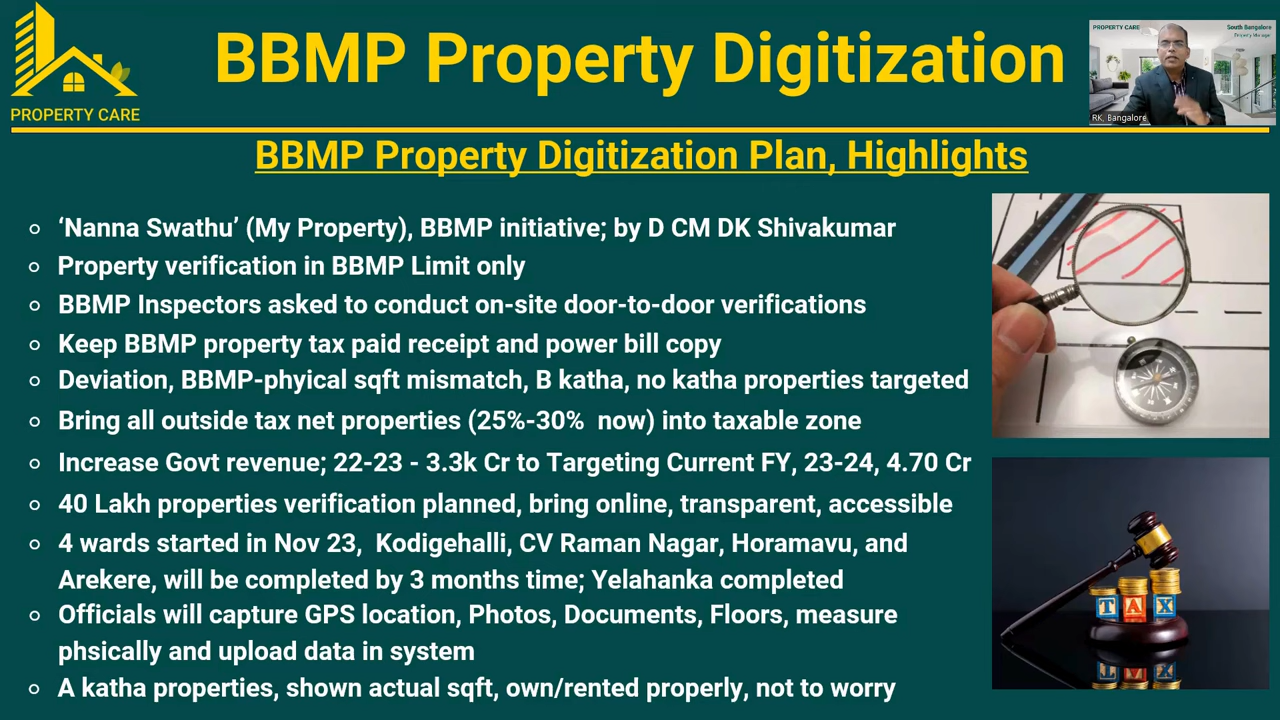 BBMP Property Digitization
PROPERTY CARE
PROPERTY CARE
South Bangalore
Property Manager
RK, Bangalore
BBMP Property Digitization Plan, Highlights
‘Nanna Swathu’ (My Property), BBMP initiative; by D CM DK Shivakumar
Property verification in BBMP Limit only
BBMP Inspectors asked to conduct on-site door-to-door verifications
Keep BBMP property tax paid receipt and power bill copy
Deviation, BBMP-phyical sqft mismatch, B katha, no katha properties targeted
Bring all outside tax net properties (25%-30% now) into taxable zone
Increase Govt revenue; 22-23 - 3.3k Cr to Targeting Current FY, 23-24, 4.70 Cr
40 Lakh properties verification planned, bring online, transparent, accessible
4 wards started in Nov 23, Kodigehalli, CV Raman Nagar, Horamavu, and
Arekere, will be completed by 3 months time; Yelahanka completed
Officials will capture GPS location, Photos, Documents, Floors, measure
phsically and upload data in system
A katha properties, shown actual sqft, own/rented properly, not to worry
TAX